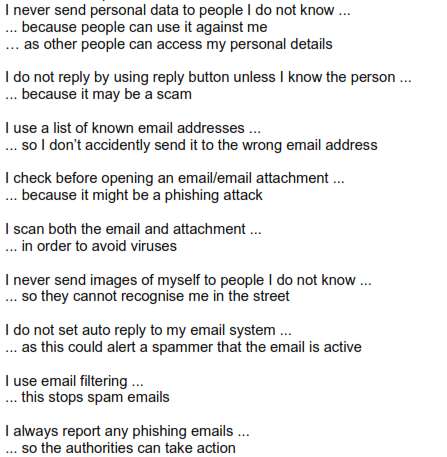 I never send personal data to people I do not know ...
... because people can use it against me
... as other people can access my personal details
I do not reply by using reply button unless I know the person ...
... because it may be a scam
I use a list of known email addresses ...
... so I don’t accidently send it to the wrong email address
I check before opening an email/email attachment ...
... because it might be a phishing attack
I scan both the email and attachment ...
... in order to avoid viruses
I never send images of myself to people I do not know ...
... so they cannot recognise me in the street
I do not set auto reply to my email system ...
... as this could alert a spammer that the email is active
I use email filtering ...
... this stops spam emails
I always report any phishing emails ...
... so the authorities can take action